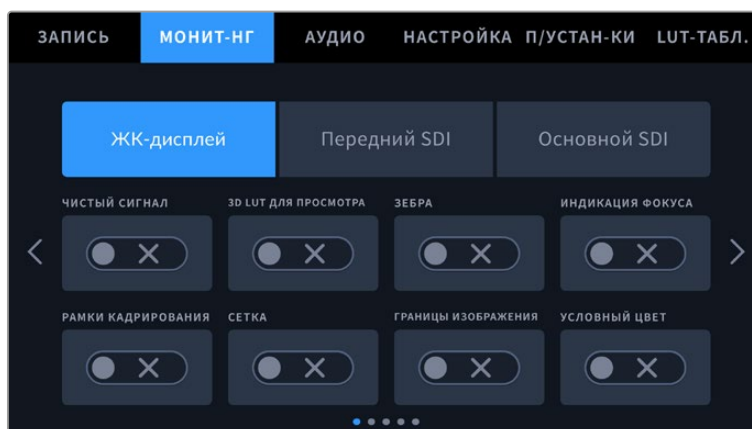 ЗАПИСЬ МОНИТ-НГ АУДИО НАСТРОЙКА П/УСТАН-КИ LUT-ТАБЛ.
ЖК-дисплей Передний SDI Основной SDI
ЧИСТЫЙ СИГНАЛ 3D LUT ДЛЯ ПРОСМОТРА ЗЕБРА ИНДИКАЦИЯ ФОКУСА
РАМКИ КАДРИРОВАНИЯ СЕТКА ГРАНИЦЫ ИЗОБРАЖЕНИЯ УСЛОВНЫЙ ЦВЕТ